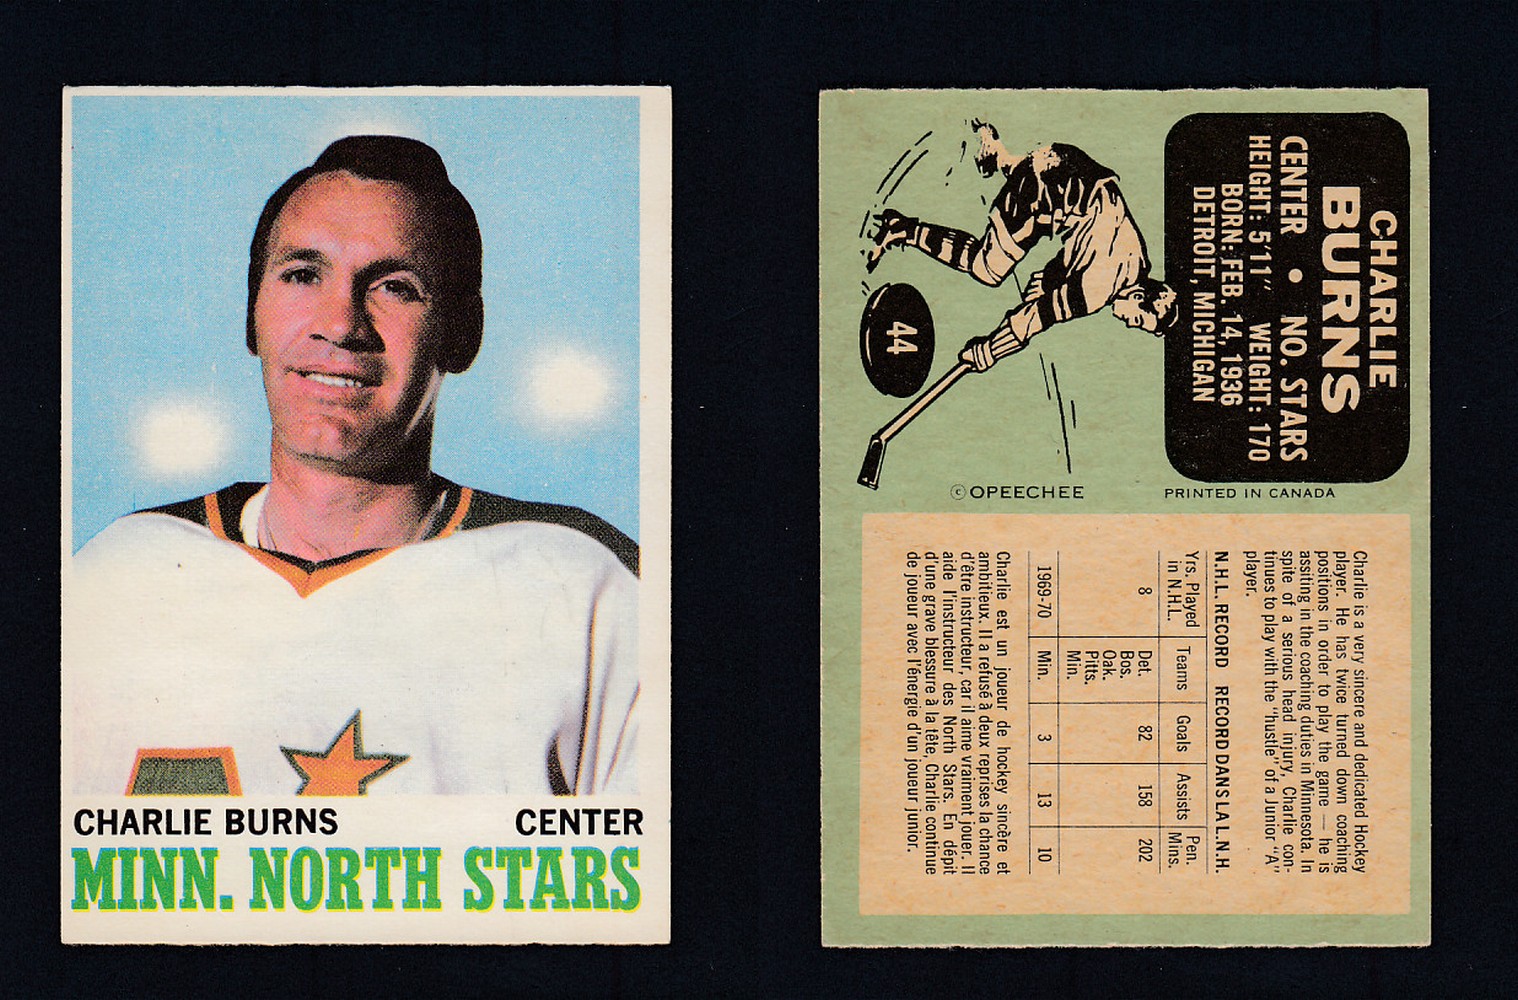 CHARLIE BURNS CENTER
MINN. NORTH STARS
CHARLIE
BURNS
CENTER • NO. STARS
HEIGHT: 5'11" WEIGHT: 170
BORN: FEB. 14, 1936
DETROIT, MICHIGAN
44
© OPEECHEE
PRINTED IN CANADA
Charlie is a very sincere and dedicated Hockey
player. He has twice turned down coaching
positions in order to play the game — he is
assiting in the coaching duties in Minnesota. In
spite of a serious head injury, Charlie con-
tinues to play with the "hustle" of a Junior "A"
player.
N.H.L. RECORD RECORD DANS LA L.N.H.
Yrs. Played Teams Goals Assists Pen.
in N.H.L. Mins.
8 Det. 82 158 202
Bos.
Oak.
Pitts.
Min.
1969-70 Min. 3 13 10
Charlie est un joueur de hockey sincère et
ambitieux. Il a refusé à deux reprises la chance
d'être instructeur, car il aime vraiment jouer. Il
aide l'instructeur des North Stars. En dépit
d'une grave blessure à la tête, Charlie continue
de jouer avec l'énergie d'un joueur junior.